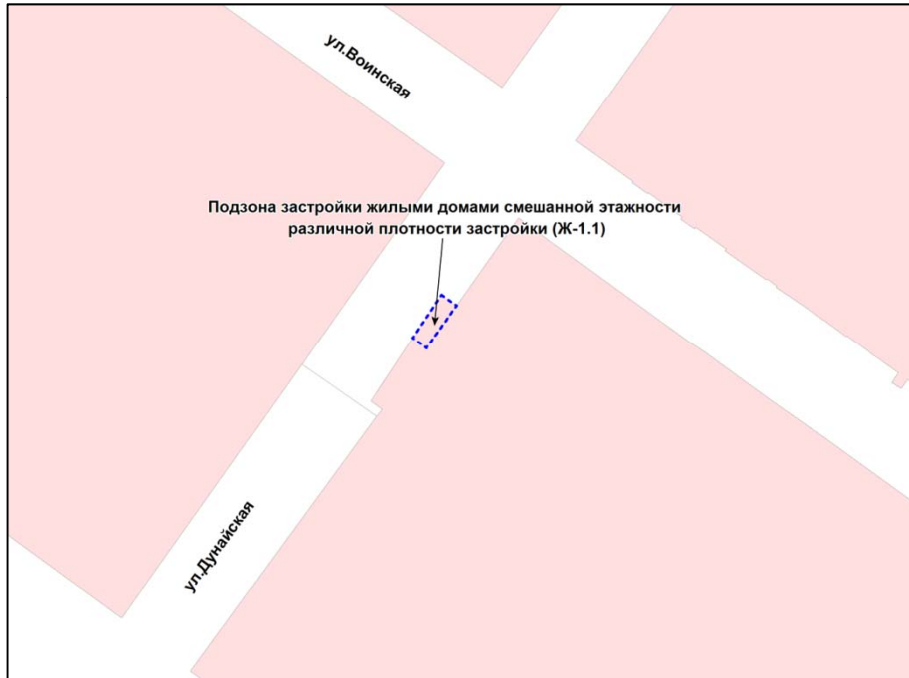 ул.Воинская
Подзона застройки жилыми домами смешанной этажности
различной плотности застройки (Ж-1.1)
ул.Дунайская